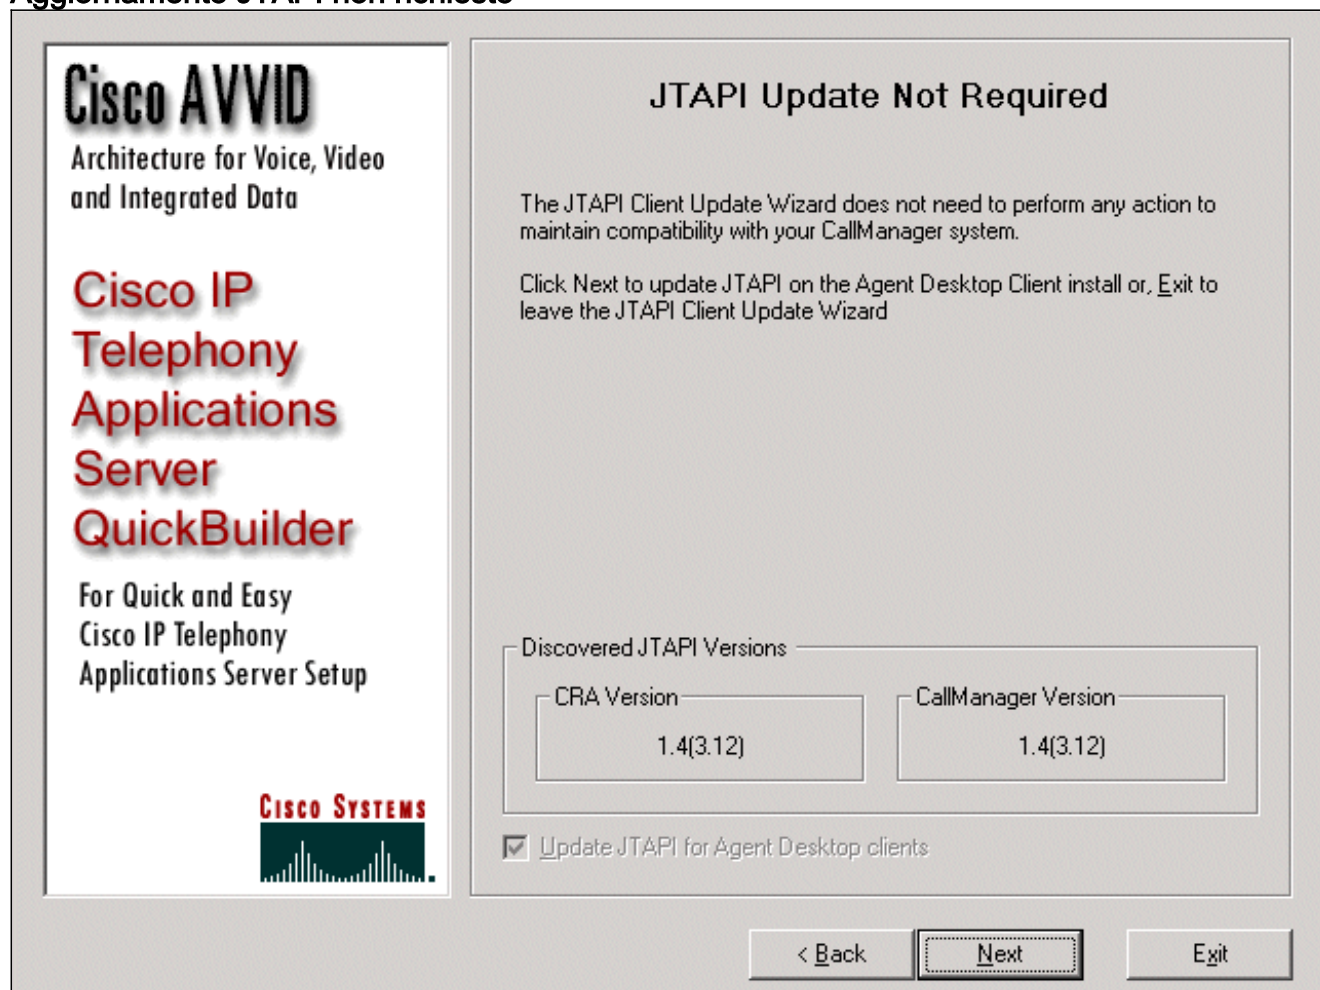 Aggiornamento JTAPI non richiesto
Cisco AVVID
Architecture for Voice, Video
and Integrated Data
Cisco IP
Telephony
Applications
Server
QuickBuilder
For Quick and Easy
Cisco IP Telephony
Applications Server Setup
CISCO SYSTEMS
JTAPI Update Not Required
The JTAPI Client Update Wizard does not need to perform any action to
maintain compatibility with your CallManager system.
Click Next to update JTAPI on the Agent Desktop Client install or, Exit to
leave the JTAPI Client Update Wizard
Discovered JTAPI Versions
CRA Version
1.4(3.12)
CallManager Version
1.4(3.12)
Update JTAPI for Agent Desktop clients
< Back
Next
Exit